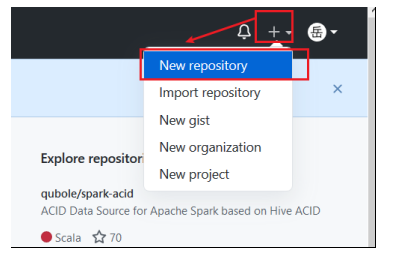 岳
New repository
Import repository
New gist
New organization
New project
Explore repositori
qubole/spark-acid
ACID Data Source for Apache Spark based on Hive ACID
Scala 70